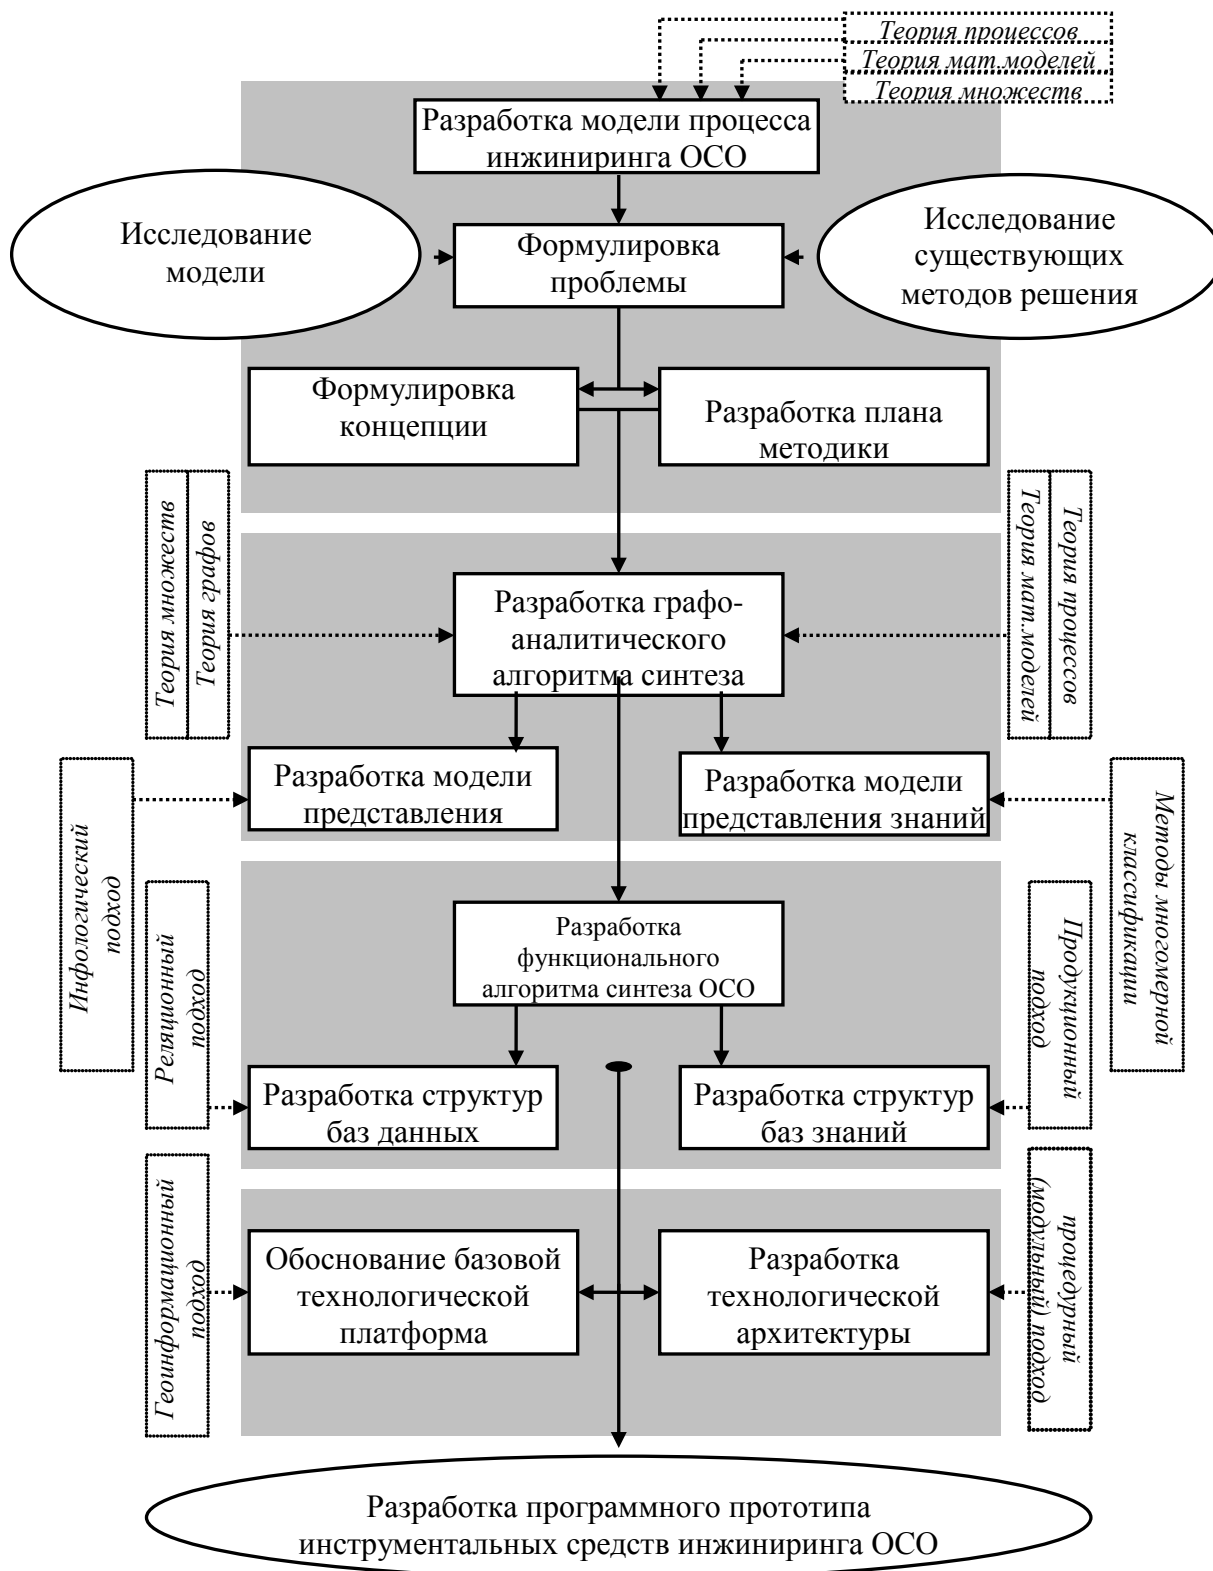 Теория процессов
Теория мат.моделей
Теория множеств
Разработка модели процесса
инжиниринга ОСО
Исследование
модели
Формулировка
проблемы
Исследование
существующих
методов решения
Формулировка
концепции
Разработка плана
методики
Теория множеств
Теория графов
Разработка графо-
аналитического
алгоритма синтеза
Теория процессов
Теория мат.моделей
Инфологический
подход
Разработка модели
представления
Разработка модели
представления знаний
Методы многомерной
классификации
Реляционный
подход
Разработка
функционального
алгоритма синтеза ОСО
Продукционный
подход
Разработка структур
баз данных
Разработка структур
баз знаний
Геоинформационный
подход
Обоснование базовой
технологической
платформа
Разработка
технологической
архитектуры
процедурный
(модульный) подход
Разработка программного прототипа
инструментальных средств инжиниринга ОСО